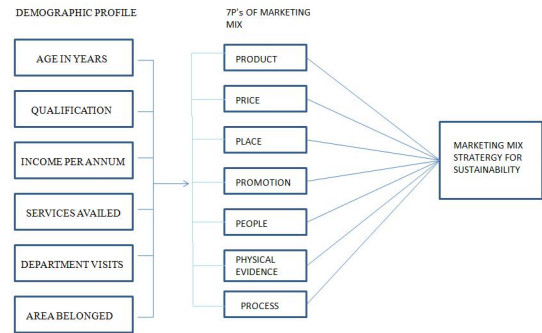 DEMOGRAPHIC PROFILE
AGE IN YEARS
QUALIFICATION
INCOME PER ANNUM
SERVICES AVAILED
DEPARTMENT VISITS
AREA BELONGED
7P's OF MARKETING
MIX
PRODUCT
PRICE
PLACE
PROMOTION
PEOPLE
PHYSICAL
EVIDENCE
PROCESS
MARKETING MIX
STRATERGY FOR
SUSTAINABILITY